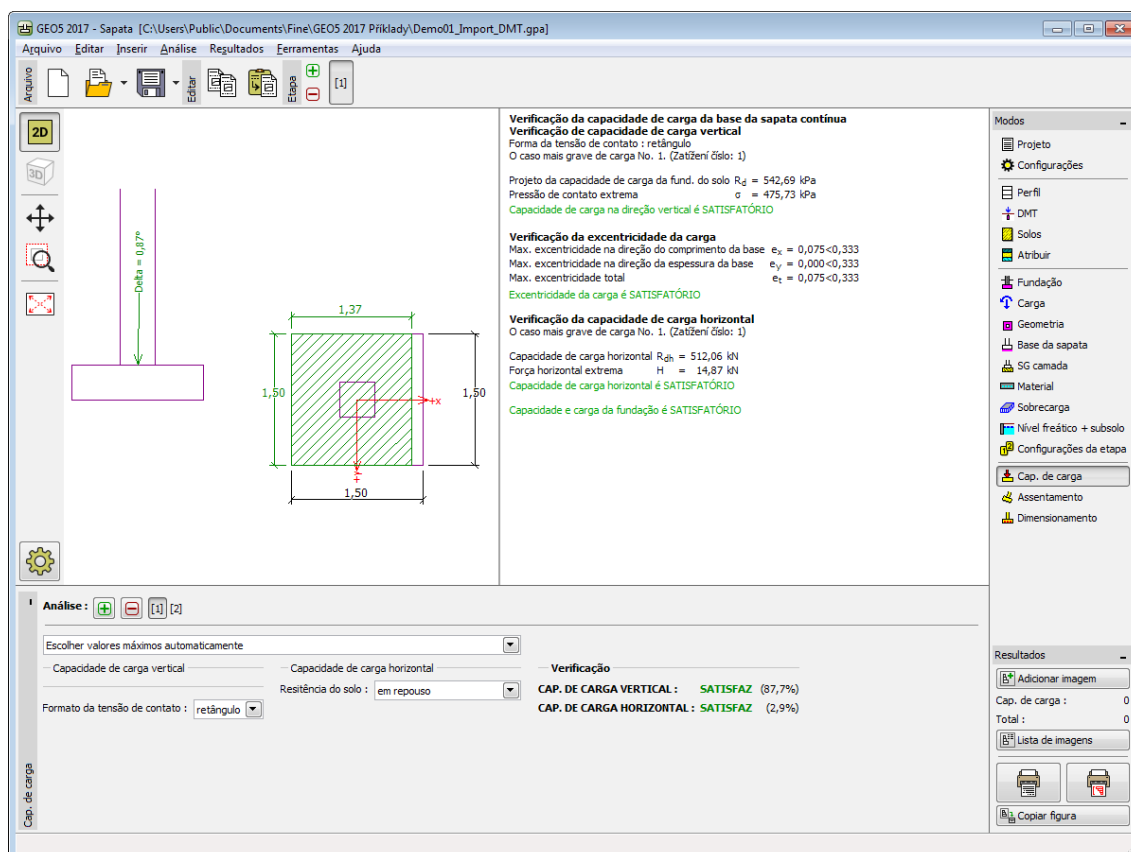 GEO5 2017 - Sapata [C:\Users\Public\Documents\Fine\GEO5 2017 Příklady\Demo01_Import_DMT.gpa]
Arquivo Editar Inserir Análise Resultados Ferramentas Ajuda
Arquivo
Editar
Etapa
[1]
2D
3D
Delta = 0,87°
1,37
1,50
1,50
+x
+y
1,50
Verificação da capacidade de carga da base da sapata contínua
Verificação de capacidade de carga vertical
Forma da tensão de contato : retângulo
O caso mais grave de carga No. 1. (Zatížení číslo: 1)
Projeto da capacidade de carga da fund. do solo Rd = 542,69 kPa
Pressão de contato extrema σ = 475,73 kPa
Capacidade de carga na direção vertical é SATISFATÓRIO
Verificação da excentricidade da carga
Max. excentricidade na direção do comprimento da base ex = 0,075<0,333
Max. excentricidade na direção da espessura da base ey = 0,000<0,333
Max. excentricidade total et = 0,075<0,333
Excentricidade da carga é SATISFATÓRIO
Verificação da capacidade de carga horizontal
O caso mais grave de carga No. 1. (Zatížení číslo: 1)
Capacidade de carga horizontal Rdh = 512,06 kN
Força horizontal extrema H = 14,87 kN
Capacidade de carga horizontal é SATISFATÓRIO
Capacidade e carga da fundação é SATISFATÓRIO
Modos
Projeto
Configurações
Perfil
DMT
Solos
Atribuir
Fundação
Carga
Geometria
Base da sapata
SG camada
Material
Sobrecarga
Nível freático + subsolo
Configurações da etapa
Cap. de carga
Assentamento
Dimensionamento
Cap. de carga
Análise : [1] [2]
Escolher valores máximos automaticamente
Capacidade de carga vertical
Formato da tensão de contato : retângulo
Capacidade de carga horizontal
Resitência do solo : em repouso
Verificação
CAP. DE CARGA VERTICAL : SATISFAZ (87,7%)
CAP. DE CARGA HORIZONTAL : SATISFAZ (2,9%)
Resultados
Adicionar imagem
Cap. de carga : 0
Total : 0
Lista de imagens
Copiar figura